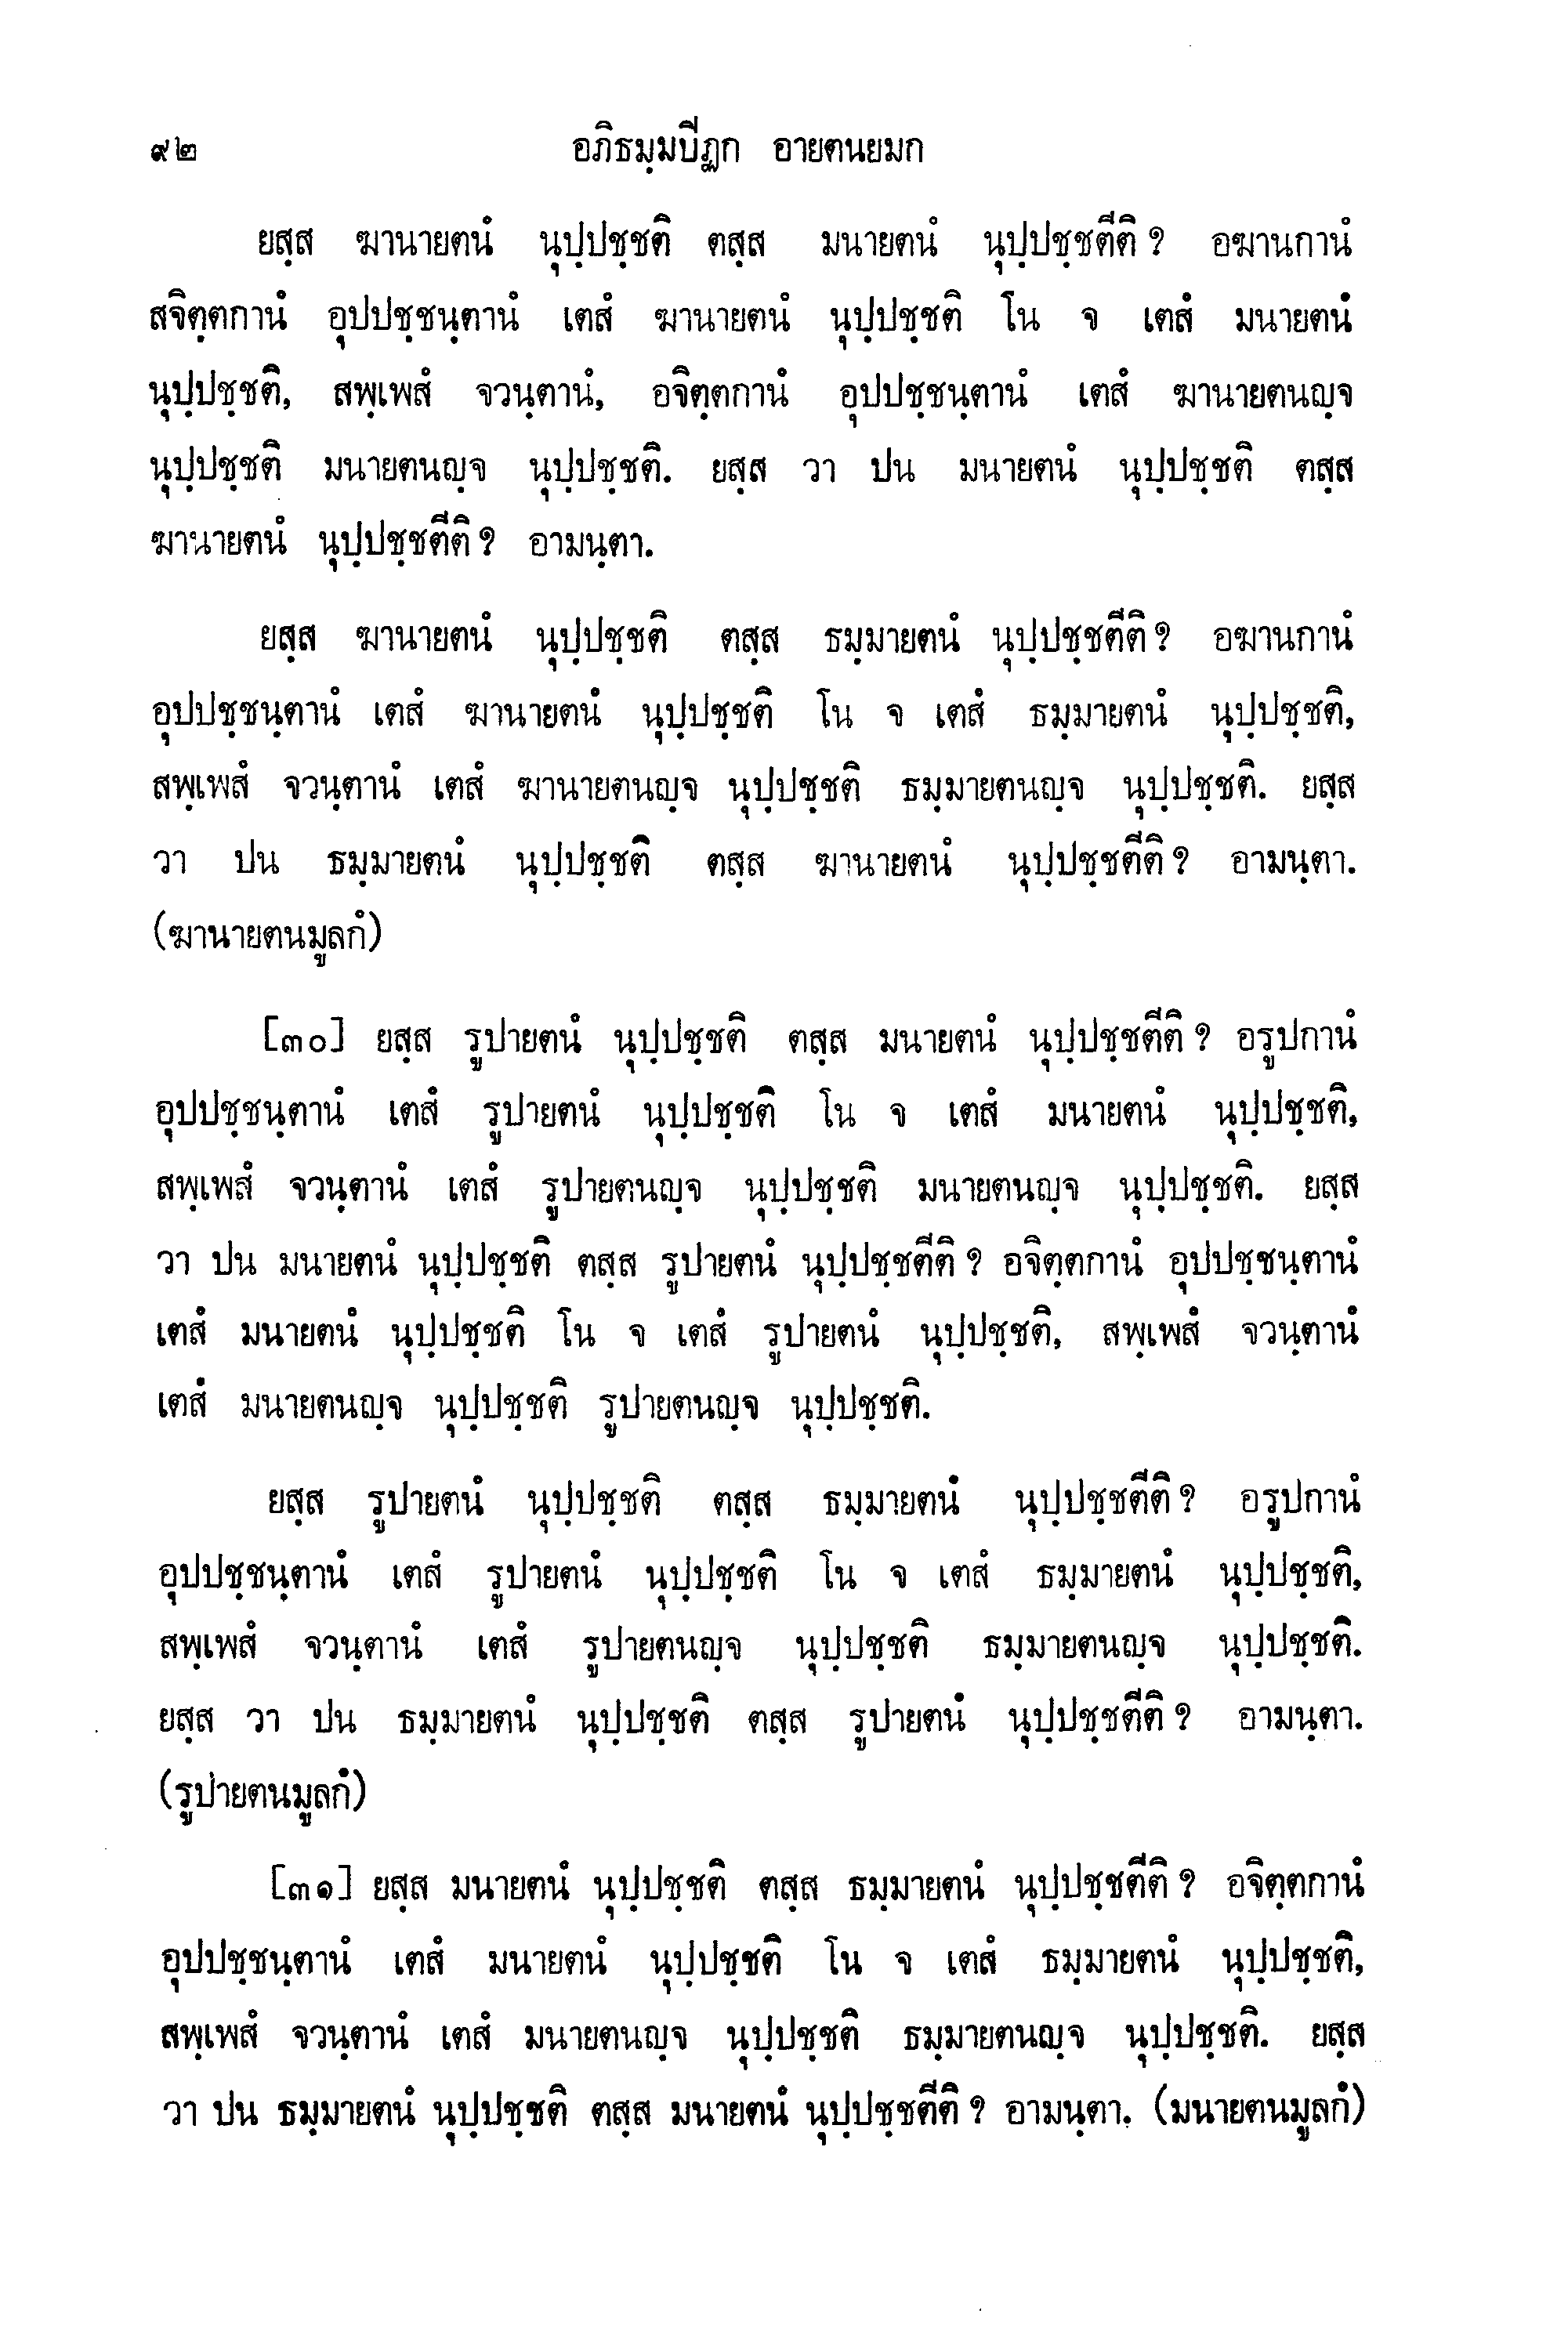 ๙๒ อภิธมฺมปีฏก อายตนยมก
ยสฺส ฆานายตนํ นุปฺปชฺชติ ตสฺส มนายตนํ นุปฺปชฺชตีติ ? อฆานกานํ
สจิตฺตกานํ อุปปชฺชนฺตานํ เตสํ ฆานายตนํ นุปฺปชฺชติ โน จ เตสํ มนายตนํ
นุปฺปชฺชติ, สพฺเพสํ จวนฺตานํ, อจิตฺตกานํ อุปปชฺชนฺตานํ เตสํ ฆานายตนญฺจ
นุปฺปชฺชติ มนายตนญฺจ นุปฺปชฺชติ. ยสฺส วา ปน มนายตนํ นุปฺปชฺชติ ตสฺส
ฆานายตนํ นุปฺปชฺชตีติ ? อามนฺตา.
ยสฺส ฆานายตนํ นุปฺปชฺชติ ตสฺส ธมฺมายตนํ นุปฺปชฺชตีติ ? อฆานกานํ
อุปปชฺชนฺตานํ เตสํ ฆานายตนํ นุปฺปชฺชติ โน จ เตสํ ธมฺมายตนํ นุปฺปชฺชติ,
สพฺเพสํ จวนฺตานํ เตสํ ฆานายตนญฺจ นุปฺปชฺชติ ธมฺมายตนญฺจ นุปฺปชฺชติ. ยสฺส
วา ปน ธมฺมายตนํ นุปฺปชฺชติ ตสฺส ฆานายตนํ นุปฺปชฺชตีติ ? อามนฺตา.
(ฆานายตนมูลกํ)
[๓๐] ยสฺส รูปายตนํ นุปฺปชฺชติ ตสฺส มนายตนํ นุปฺปชฺชตีติ ? อรูปกานํ
อุปปชฺชนฺตานํ เตสํ รูปายตนํ นุปฺปชฺชติ โน จ เตสํ มนายตนํ นุปฺปชฺชติ,
สพฺเพสํ จวนฺตานํ เตสํ รูปายตนญฺจ นุปฺปชฺชติ มนายตนญฺจ นุปฺปชฺชติ. ยสฺส
วา ปน มนายตนํ นุปฺปชฺชติ ตสฺส รูปายตนํ นุปฺปชฺชตีติ ? อจิตฺตกานํ อุปปชฺชนฺตานํ
เตสํ มนายตนํ นุปฺปชฺชติ โน จ เตสํ รูปายตนํ นุปฺปชฺชติ, สพฺเพสํ จวนฺตานํ
เตสํ มนายตนญฺจ นุปฺปชฺชติ รูปายตนญฺจ นุปฺปชฺชติ.
ยสฺส รูปายตนํ นุปฺปชฺชติ ตสฺส ธมฺมายตนํ นุปฺปชฺชตีติ ? อรูปกานํ
อุปปชฺชนฺตานํ เตสํ รูปายตนํ นุปฺปชฺชติ โน จ เตสํ ธมฺมายตนํ นุปฺปชฺชติ,
สพฺเพสํ จวนฺตานํ เตสํ รูปายตนญฺจ นุปฺปชฺชติ ธมฺมายตนญฺจ นุปฺปชฺชติ.
ยสฺส วา ปน ธมฺมายตนํ นุปฺปชฺชติ ตสฺส รูปายตนํ นุปฺปชฺชตีติ ? อามนฺตา.
(รูปายตนมูลกํ)
[๓๑] ยสฺส มนายตนํ นุปฺปชฺชติ ตสฺส ธมฺมายตนํ นุปฺปชฺชตีติ ? อจิตฺตกานํ
อุปปชฺชนฺตานํ เตสํ มนายตนํ นุปฺปชฺชติ โน จ เตสํ ธมฺมายตนํ นุปฺปชฺชติ,
สพฺเพสํ จวนฺตานํ เตสํ มนายตนญฺจ นุปฺปชฺชติ ธมฺมายตนญฺจ นุปฺปชฺชติ. ยสฺส
วา ปน ธมฺมายตนํ นุปฺปชฺชติ ตสฺส มนายตนํ นุปฺปชฺชตีติ ? อามนฺตา. (มนายตนมูลกํ)